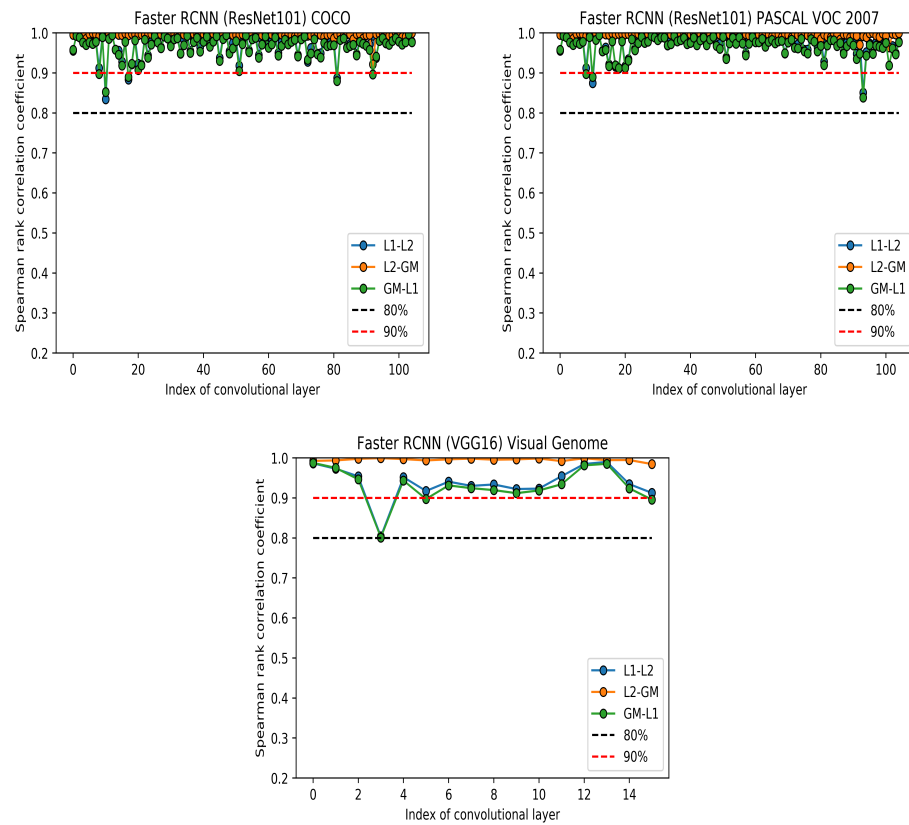 Faster RCNN (ResNet101) COCO
1.0
0.9
0.8
0.7
0.6
0.5
0.4
0.3
0.2
Spearman rank correlation coefficient
L1-L2
L2-GM
GM-L1
80%
90%
0 20 40 60 80 100
Index of convolutional layer
Faster RCNN (ResNet101) PASCAL VOC 2007
1.0
0.9
0.8
0.7
0.6
0.5
0.4
0.3
0.2
Spearman rank correlation coefficient
L1-L2
L2-GM
GM-L1
80%
90%
0 20 40 60 80 100
Index of convolutional layer
Faster RCNN (VGG16) Visual Genome
1.0
0.9
0.8
0.7
0.6
0.5
0.4
0.3
0.2
Spearman rank correlation coefficient
L1-L2
L2-GM
GM-L1
80%
90%
0 2 4 6 8 10 12 14
Index of convolutional layer